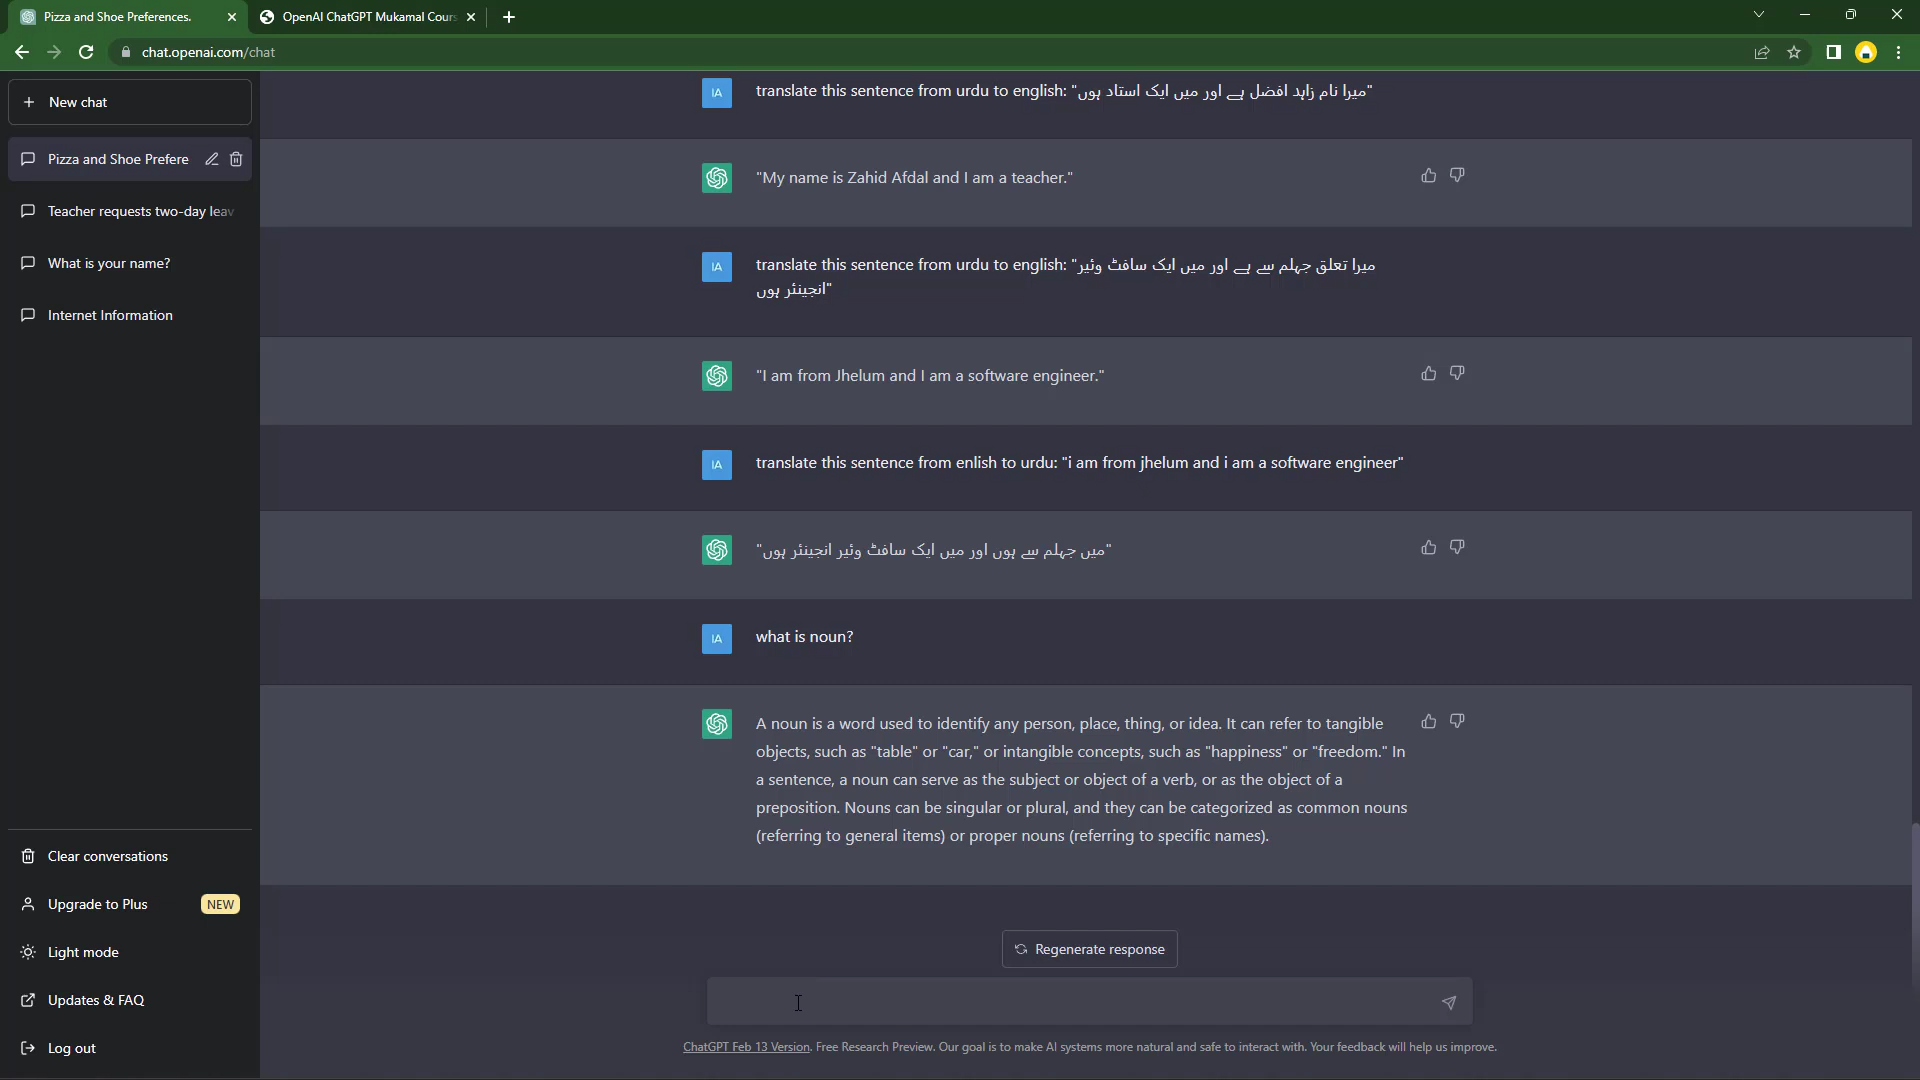 Pizza and Shoe Preferences.
OpenAI ChatGPT Mukamal Cours
chat.openai.com/chat
New chat
Pizza and Shoe Prefere
Teacher requests two-day leav
What is your name?
Internet Information
Clear conversations
Upgrade to Plus
NEW
Light mode
Updates & FAQ
Log out
IA
translate this sentence from urdu to english: "میرا نام زاہد افضل ہے اور میں ایک استاد ہوں"
"My name is Zahid Afdal and I am a teacher."
IA
translate this sentence from urdu to english: "میرا تعلق جہلم سے ہے اور میں ایک سافٹ وئیر
انجینئر ہوں"
"I am from Jhelum and I am a software engineer."
IA
translate this sentence from enlish to urdu: "i am from jhelum and i am a software engineer"
"میں جہلم سے ہوں اور میں ایک سافٹ وئیر انجینئر ہوں"
IA
what is noun?
A noun is a word used to identify any person, place, thing, or idea. It can refer to tangible
objects, such as "table" or "car," or intangible concepts, such as "happiness" or "freedom." In
a sentence, a noun can serve as the subject or object of a verb, or as the object of a
preposition. Nouns can be singular or plural, and they can be categorized as common nouns
(referring to general items) or proper nouns (referring to specific names).
Regenerate response
ChatGPT Feb 13 Version. Free Research Preview. Our goal is to make AI systems more natural and safe to interact with. Your feedback will help us improve.